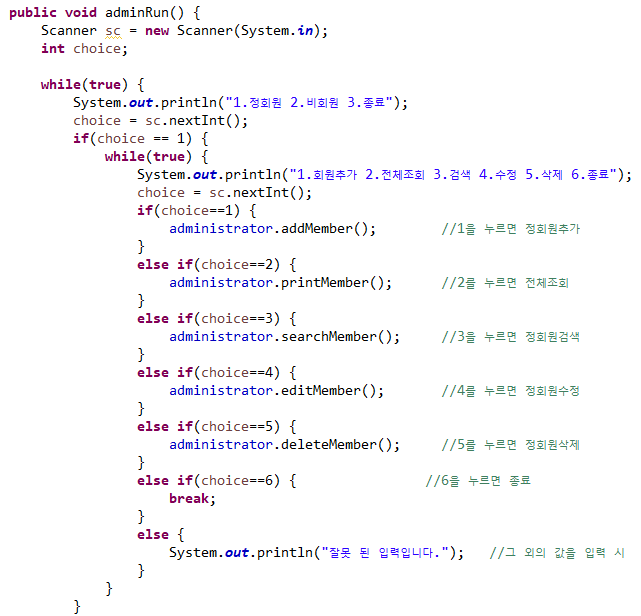 public void adminRun() {
    Scanner sc = new Scanner(System.in);
    int choice;

    while(true) {
        System.out.println("1.정회원 2.비회원 3.종료");
        choice = sc.nextInt();
        if(choice == 1) {
            while(true) {
                System.out.println("1.회원추가 2.전체조회 3.검색 4.수정 5.삭제 6.종료");
                choice = sc.nextInt();
                if(choice==1) {
                    administrator.addMember();        //1을 누르면 정회원추가
                }
                else if(choice==2) {
                    administrator.printMember();      //2을 누르면 전체조회
                }
                else if(choice==3) {
                    administrator.searchMember();     //3을 누르면 정회원검색
                }
                else if(choice==4) {
                    administrator.editMember();       //4을 누르면 정회원수정
                }
                else if(choice==5) {
                    administrator.deleteMember();     //5을 누르면 정회원삭제
                }
                else if(choice==6) {                //6을 누르면 종료
                    break;
                }
                else {
                    System.out.println("잘못 된 입력입니다.");   //그 외의 값을 입력 시
                }
            }
        }